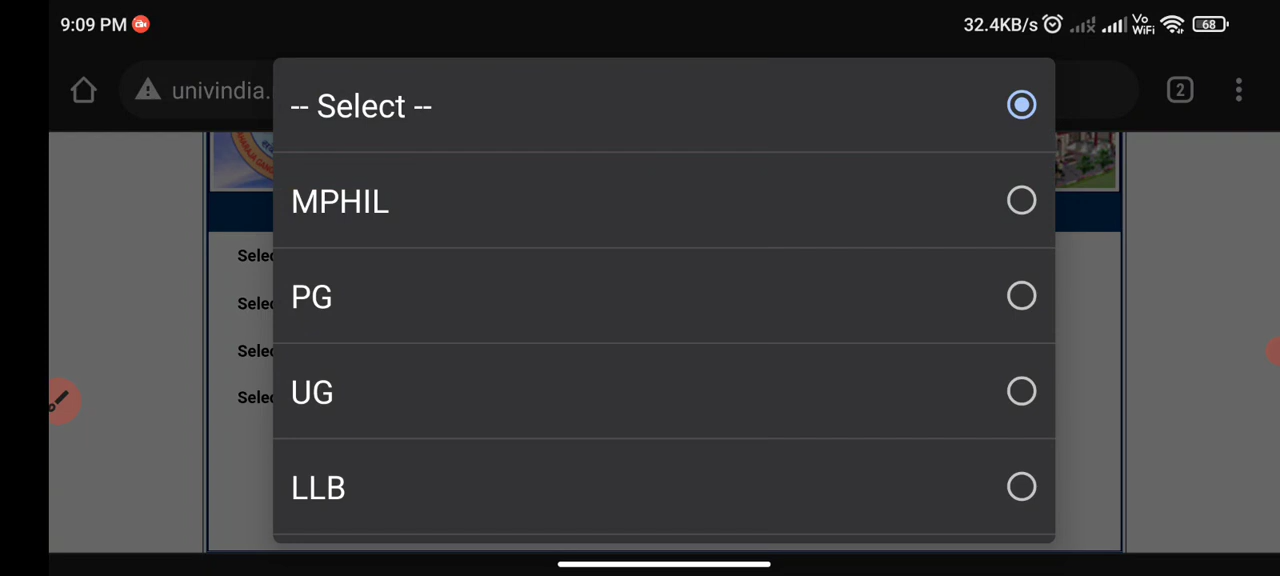 9:09 PM
32.4KB/s
Vo
WiFi
68
univindia.
2
-- Select --
MPHIL
Selec
PG
Selec
Selec
UG
Selec
LLB